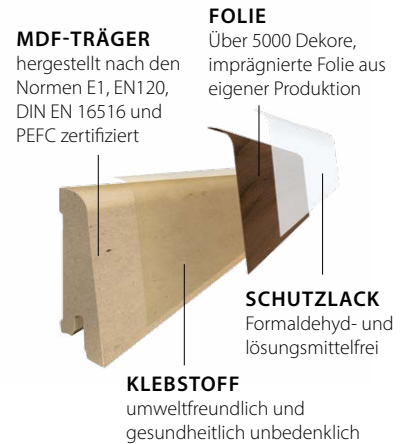 FOLIE
Über 5000 Dekore,
imprägnierte Folie aus
eigener Produktion
MDF-TRÄGER
hergestellt nach den
Normen E1, EN120,
DIN EN 16516 und
PEFC zertifiziert
SCHUTZLACK
Formaldehyd- und
lösungsmittelfrei
KLEBSTOFF
umweltfreundlich und
gesundheitlich unbedenklich